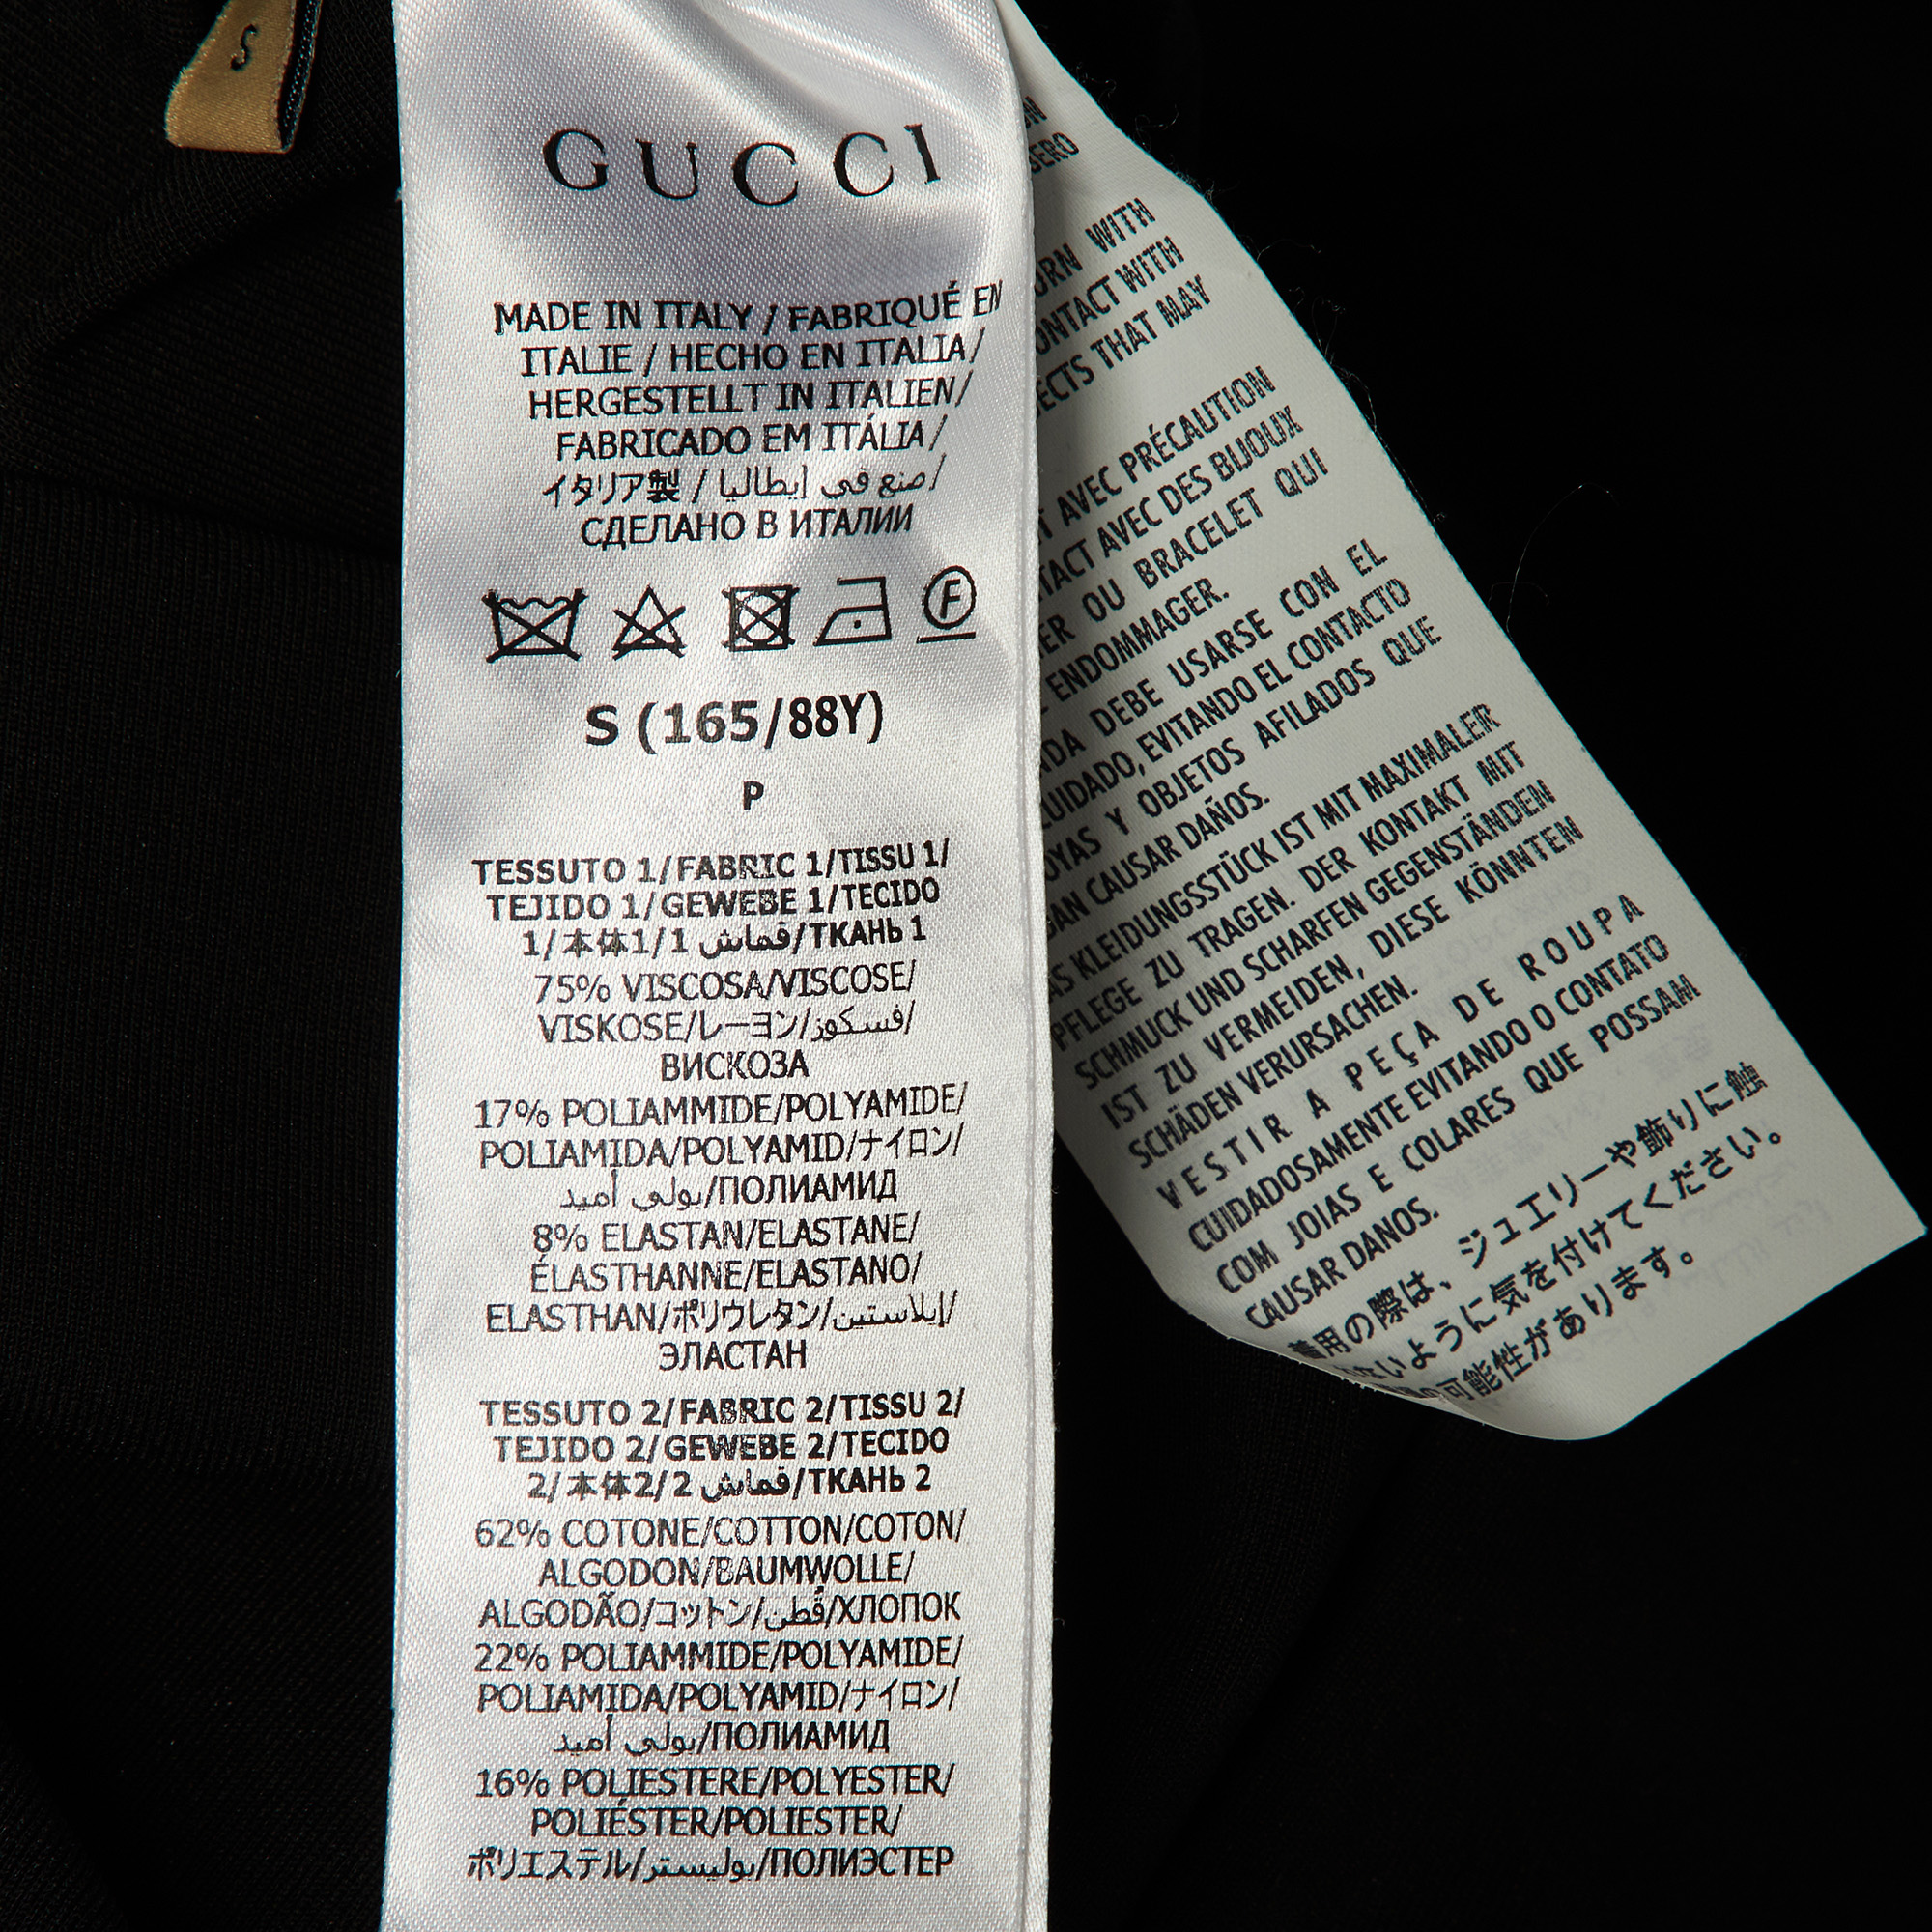 S
GUCCI
MADE IN ITALY / FABRIQUÉ EN
ITALIE / HECHO EN ITALIA/
HERGESTELLT IN ITALIEN/
FABRICADO EM ITÁLIA/
イタリア製 / صنع في إيطاليا/
СДЕЛАНО В ИТАЛИИ
F
S (165/88Y)
P
TESSUTO 1/FABRIC 1/TISSU 1/
TEJIDO 1/GEWEBE 1/TECIDO
1/本体1/1 قماش/ТКАНЬ 1
75% VISCOSA/VISCOSE/
VISKOSE/レーヨン/فسكوز/
ВИСКОЗА
17% POLIAMMIDE/POLYAMIDE/
POLIAMIDA/POLYAMID/ナイロン/
بولي أميد/ПОЛИАМИД
8% ELASTAN/ELASTANE/
ÉLASTHANNE/ELASTANO/
ELASTHAN/ポリウレタン/إيلاستين/
ЭЛАСТАН
TESSUTO 2/FABRIC 2/TISSU 2/
TEJIDO 2/GEWEBE 2/TECIDO
2/本体2/2 قماش/ТКАНЬ 2
62% COTONE/COTTON/COTON/
ALGODON/BAUMWOLLE/
ALGODÃO/コットン/قُطن/ХЛОПОК
22% POLIAMMIDE/POLYAMIDE/
POLIAMIDA/POLYAMID/ナイロン/
بولي أميد/ПОЛИАМИД
16% POLIESTERE/POLYESTER/
POLIÉSTER/POLIESTER/
ポリエステル/بوليستر/ПОЛИЭСТЕР
WITH
WITH
THAT MAY
AVEC PRÉCAUTION
AVEC DES BIJOUX
OU BRACELET QUI
ENDOMMAGER.
DEBE USARSE CON EL
EVITANDO EL CONTACTO
Y OBJETOS AFILADOS QUE
CAUSAR DAÑOS.
KLEIDUNGSSTÜCK IST MIT MAXIMALER
PFLEGE ZU TRAGEN. DER KONTAKT MIT
SCHMUCK UND SCHARFEN GEGENSTÄNDEN
IST ZU VERMEIDEN, DIESE KÖNNTEN
SCHÄDEN VERURSACHEN.
VESTIR A PEÇA DE ROUPA
CUIDADOSAMENTE EVITANDO O CONTATO
COM JOIAS E COLARES QUE POSSAM
CAUSAR DANOS.
着用の際は、ジュエリーや飾りに触
ないように気を付けてください。
可能性があります。